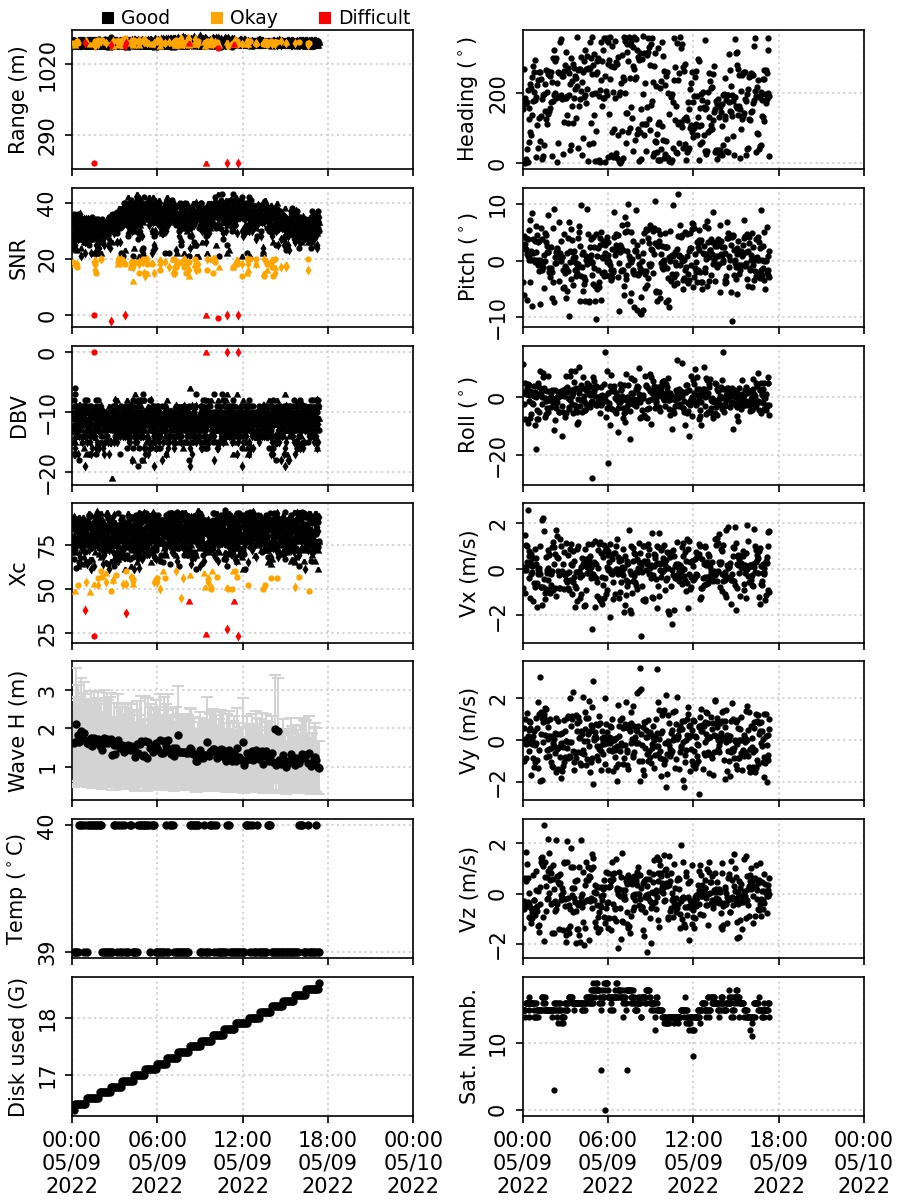 Good Okay Difficult
Range (m)
1020
290
Heading (°)
200
0
SNR
40
20
0
Pitch (°)
10
0
−10
DBV
0
−10
−20
Roll (°)
0
−20
Xc
75
50
25
Vx (m/s)
2
0
−2
Wave H (m)
3
2
1
Vy (m/s)
2
0
−2
Temp (°C)
40
39
Vz (m/s)
2
0
−2
Disk used (G)
18
17
Sat. Numb.
10
0
00:00 06:00 12:00 18:00 00:00
05/09 05/09 05/09 05/09 05/10
2022 2022 2022 2022 2022
00:00 06:00 12:00 18:00 00:00
05/09 05/09 05/09 05/09 05/10
2022 2022 2022 2022 2022